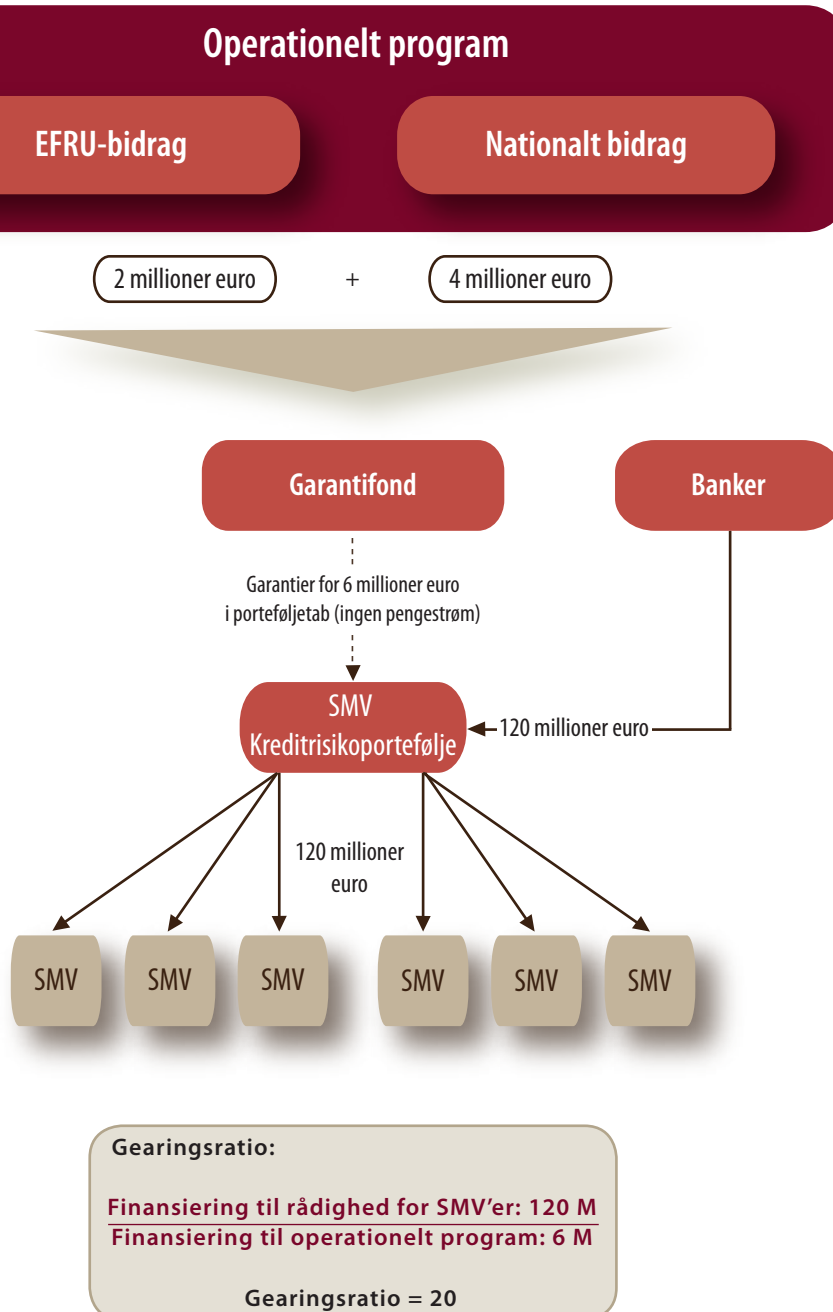 Operationelt program
EFRU-bidrag
Nationalt bidrag
2 millioner euro
+
4 millioner euro
Garantifond
Banker
Garantier for 6 millioner euro
i porteføljetab (ingen pengestrøm)
SMV
Kreditrisikoportefølje
120 millioner euro
120 millioner
euro
SMV
SMV
SMV
SMV
SMV
SMV
Gearingsratio:
Finansiering til rådighed for SMV’er: 120 M
Finansiering til operationelt program: 6 M
Gearingsratio = 20